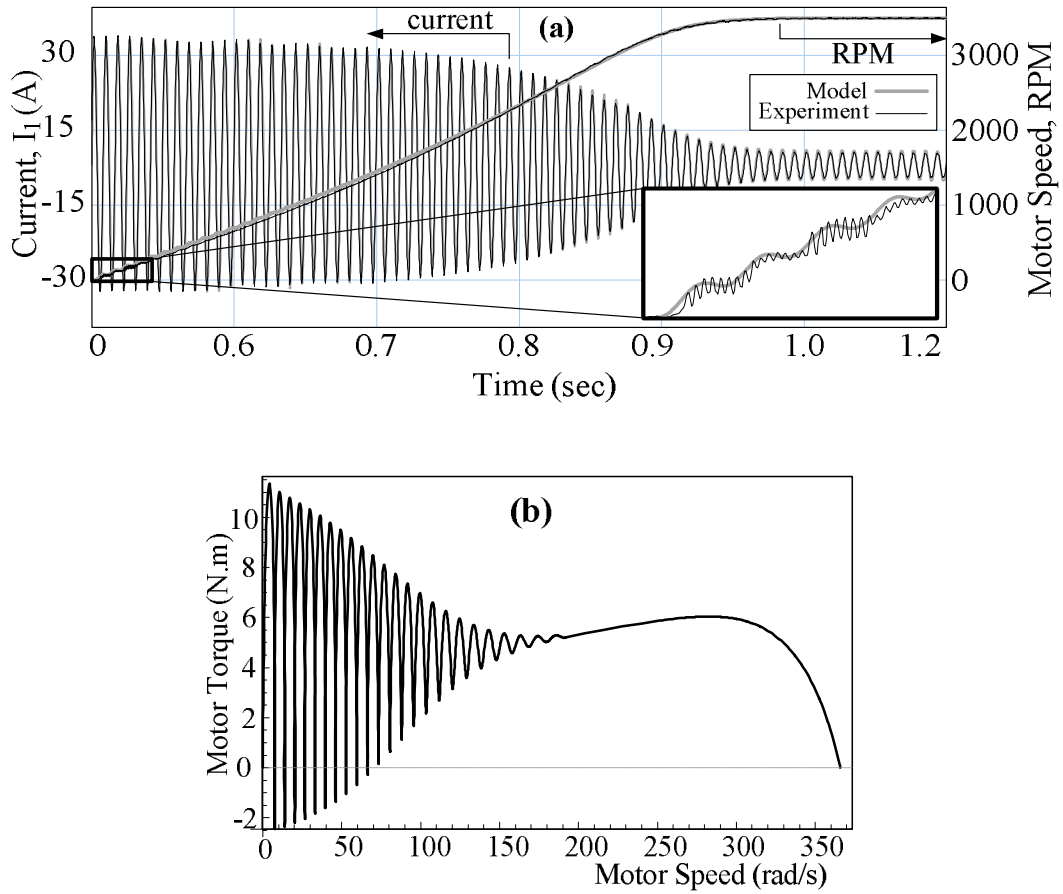 (a)
current
RPM
Model
Experiment
Current, I1 (A)
30
15
-15
-30
3000
2000
1000
0
Motor Speed, RPM
0 0.6 0.7 0.8 0.9 1.0 1.2
Time (sec)
(b)
Motor Torque (N.m)
10
8
6
4
2
0
-2
0 50 100 150 200 250 300 350
Motor Speed (rad/s)